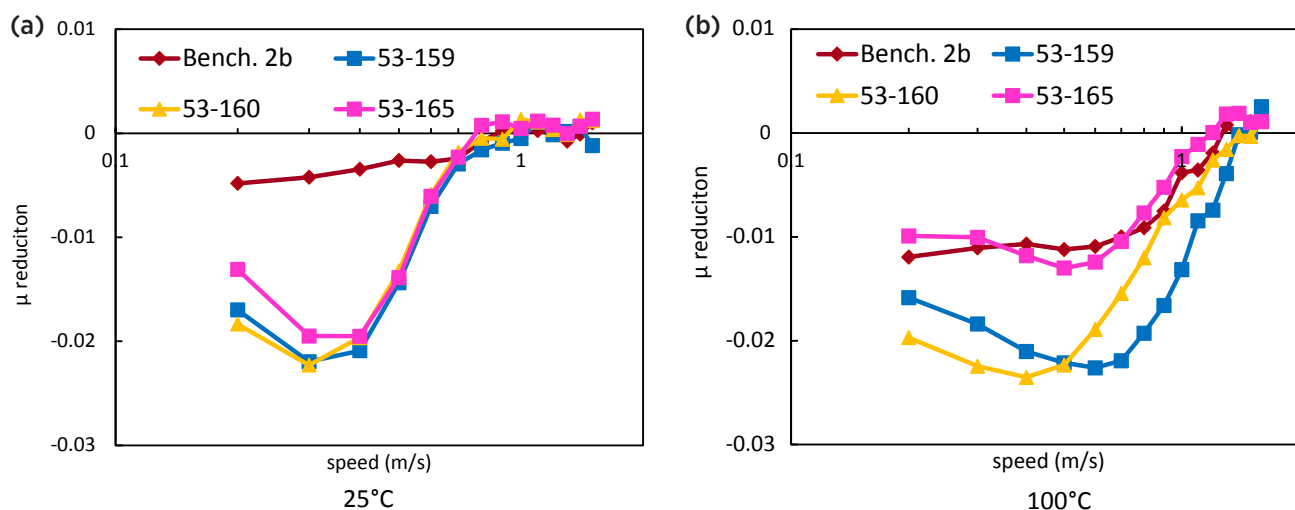 (a)
0.01
Bench. 2b
53-159
53-160
53-165
0
0.1
1
-0.01
-0.02
-0.03
μ reduciton
speed (m/s)
25°C
(b)
0.01
Bench. 2b
53-159
53-160
53-165
0
0.1
1
-0.01
-0.02
-0.03
μ reduciton
speed (m/s)
100°C